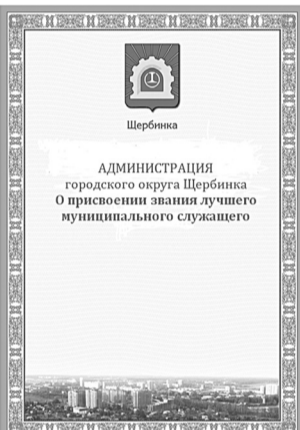 Щербинка
АДМИНИСТРАЦИЯ
городского округа Щербинка
О присвоении звания лучшего
муниципального служащего